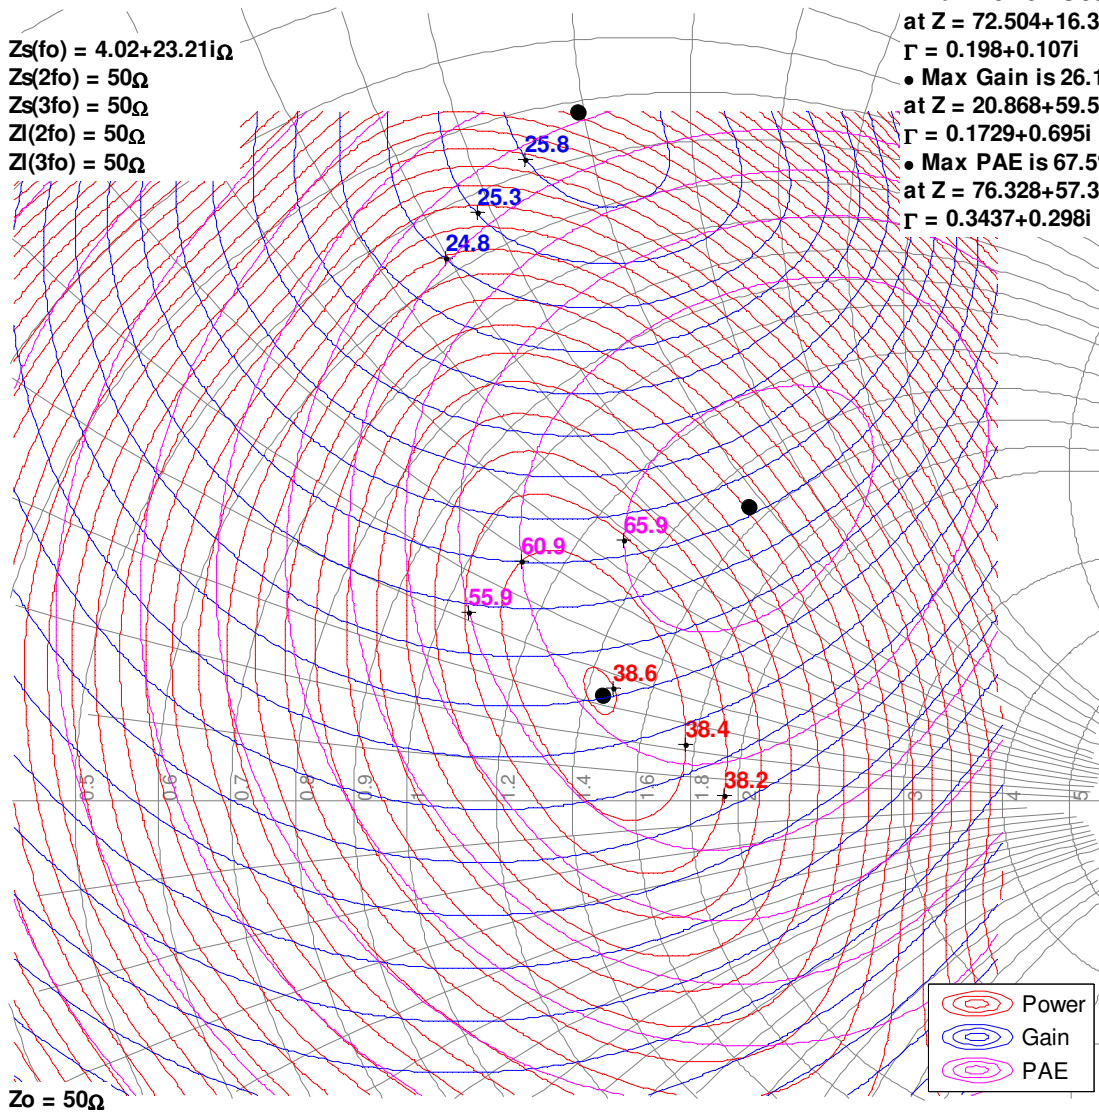 Zs(fo) = 4.02+23.21iΩ
Zs(2fo) = 50Ω
Zs(3fo) = 50Ω
Zl(2fo) = 50Ω
Zl(3fo) = 50Ω
at Z = 72.504+16.3
Γ = 0.198+0.107i
• Max Gain is 26.1
at Z = 20.868+59.5
Γ = 0.1729+0.695i
• Max PAE is 67.5
at Z = 76.328+57.3
Γ = 0.3437+0.298i
25.8
25.3
24.8
65.9
60.9
55.9
38.6
38.4
38.2
0.5 0.6 0.7 0.8 0.9 1 1.2 1.4 1.6 1.8 2 3 4 5
Power
Gain
PAE
Zo = 50Ω